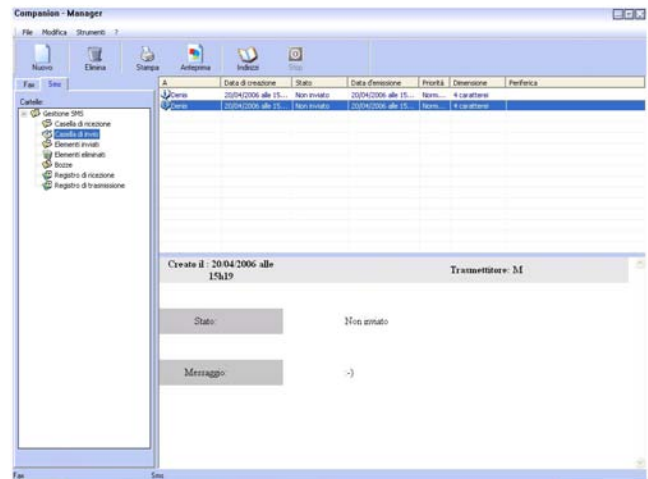 Companion - Manager
File Modifica Strumenti ?
Nuovo Elimina Stampa Anteprima Indirizzi Stop
Fax Sms
Cartelle:
Gestione SMS
Casella di ricezione
Casella di invio
Elementi inviati
Elementi eliminati
Bozze
Registro di ricezione
Registro di trasmissione
A Data di creazione Stato Data d'emissione Priorità Dimensione Periferica
Denis 20/04/2006 alle 15... Non inviato 20/04/2006 alle 15... Norm... 4 caratteresi
Denis 20/04/2006 alle 15... Non inviato 20/04/2006 alle 15... Norm... 4 caratteresi
Creato il : 20/04/2006 alle
15h19
Trasmettitore: M
Stato: Non inviato
Messaggio: -)
Fax Sms